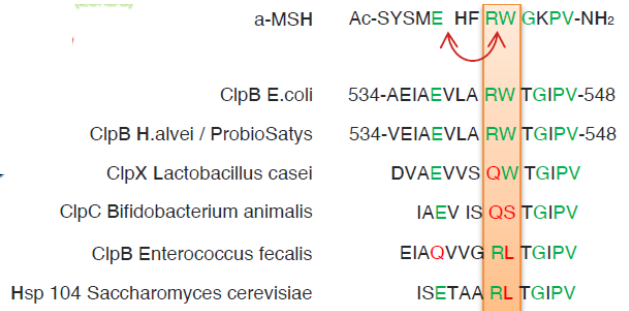 a-MSH Ac-SYSME HF RW GKPV-NH₂
ClpB E.coli 534-AEIAEVLA RW TGIPV-548
ClpB H.alvei / ProbioSatys 534-VEIAEVLA RW TGIPV-548
ClpX Lactobacillus casei DVAEVVS QW TGIPV
ClpC Bifidobacterium animalis IAEV IS QS TGIPV
ClpB Enterococcus fecalis EIAQVVG RL TGIPV
Hsp 104 Saccharomyces cerevisiae ISETAA RL TGIPV